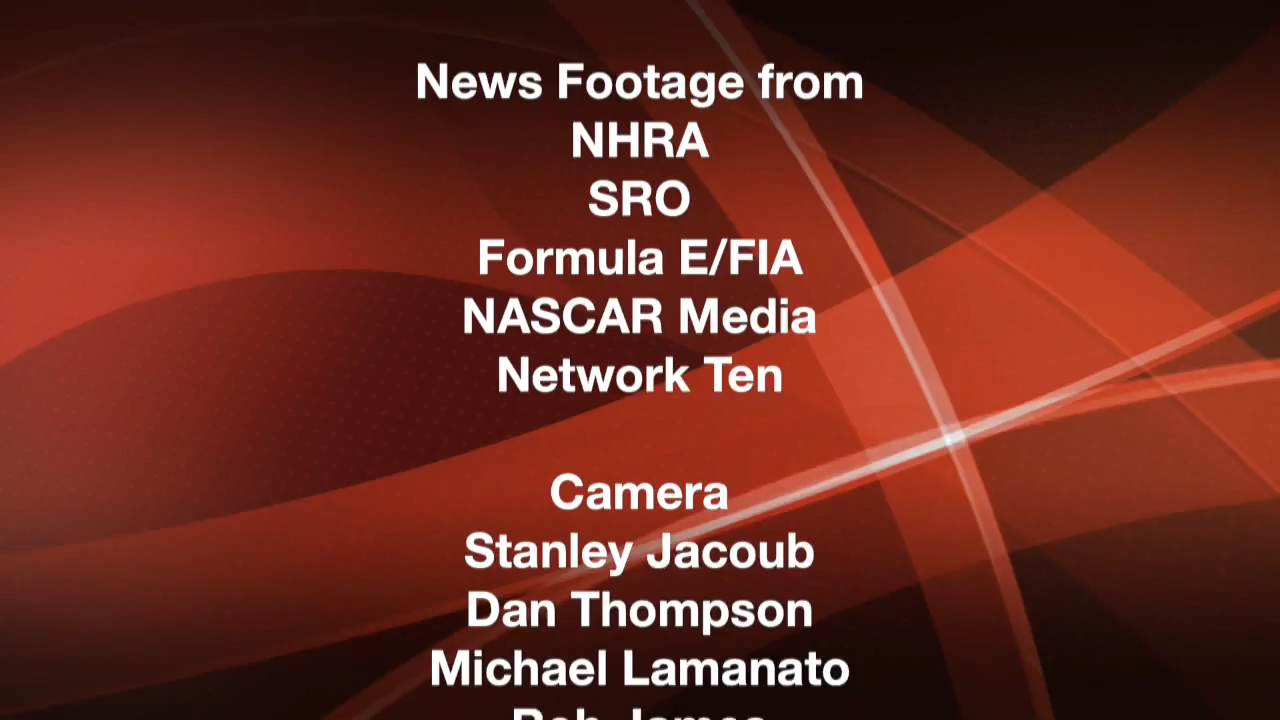 News Footage from
NHRA
SRO
Formula E/FIA
NASCAR Media
Network Ten
Camera
Stanley Jacoub
Dan Thompson
Michael Lamanato